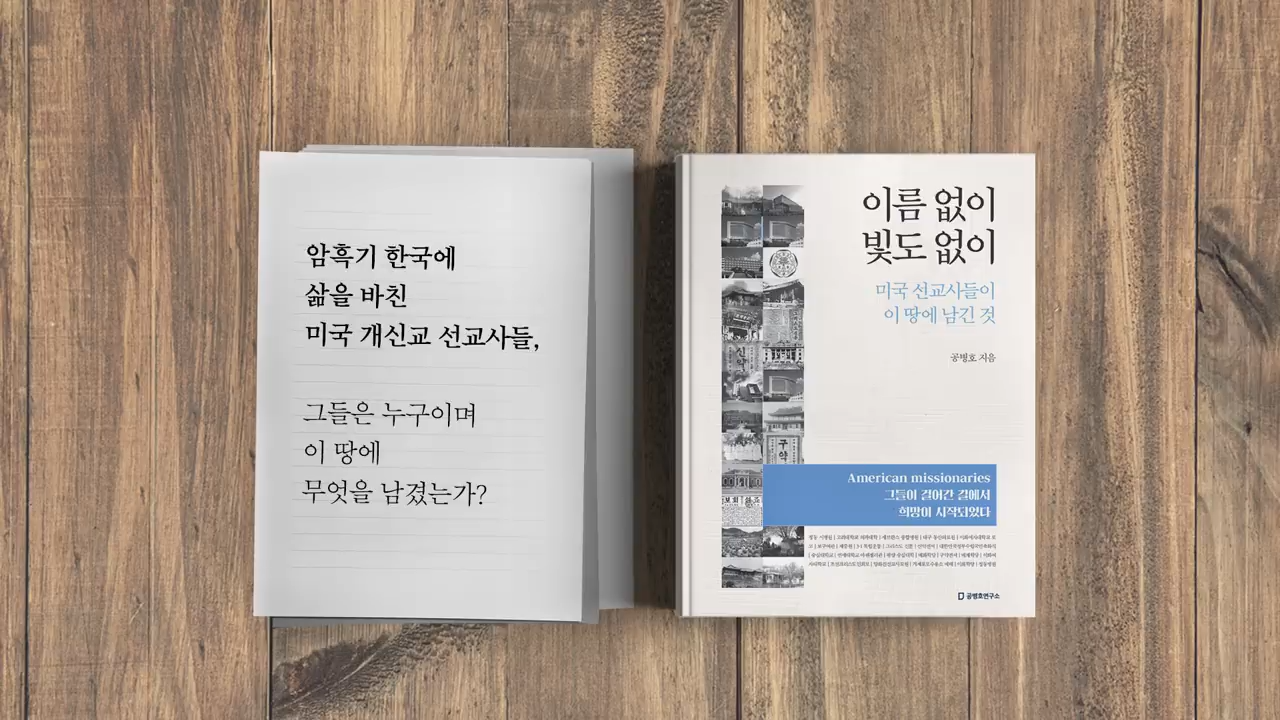 암흑기 한국에
삶을 바친
미국 개신교 선교사들,
그들은 누구이며
이 땅에
무엇을 남겼는가?
이름 없이
빛도 없이
미국 선교사들이
이 땅에 남긴 것
공병호 지음
신약
구약
American missionaries
그들이 걸어간 길에서
희망이 시작되었다
공병호연구소